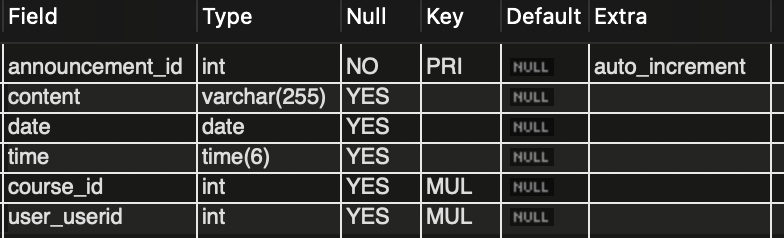 Field Type Null Key Default Extra
announcement_id int NO PRI NULL auto_increment
content varchar(255) YES NULL
date date YES NULL
time time(6) YES NULL
course_id int YES MUL NULL
user_userid int YES MUL NULL